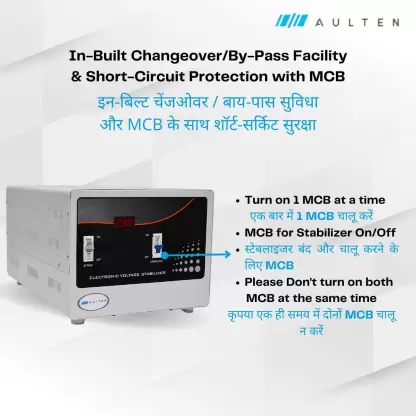 AULTEN
In-Built Changeover/By-Pass Facility
& Short-Circuit Protection with MCB
इन-बिल्ट चेंजओवर / बाय-पास सुविधा
और MCB के साथ शॉर्ट-सर्किट सुरक्षा
• Turn on 1 MCB at a time
एक बार में 1 MCB चालू करें
• MCB for Stabilizer On/Off
• स्टेबलाइजर बंद और चालू करने के
लिए MCB
• Please Don't turn on both
MCB at the same time
कृपया एक ही समय में दोनों MCB चालू
न करें
ELECTRONIC VOLTAGE STABILIZER
AULTEN